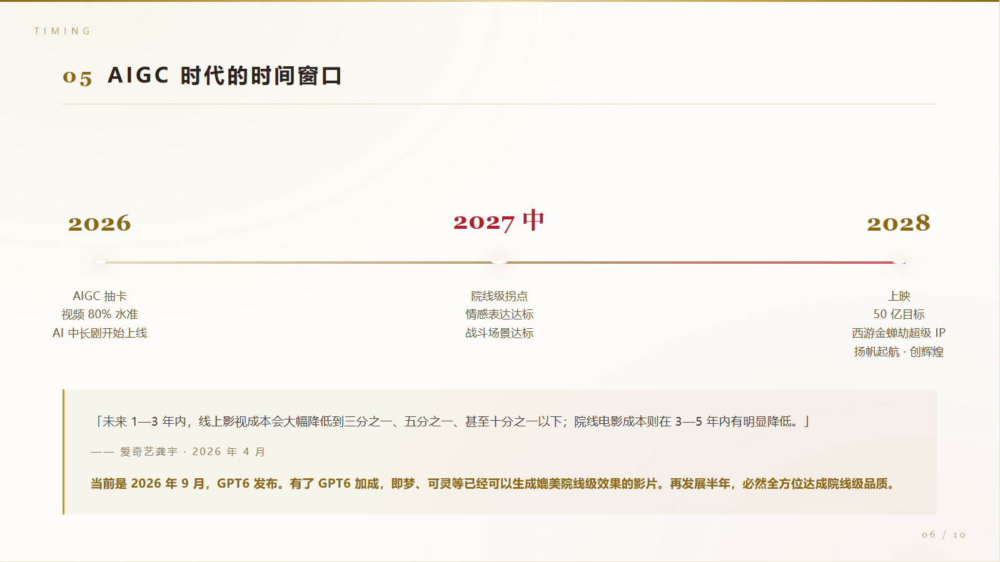 TIMING
05 AIGC 时代的时间窗口
2026
2027 中
2028
AIGC 抽卡
视频 80% 水准
AI 中长剧开始上线
院线级拐点
情感表达达标
战斗场景达标
上映
50 亿目标
西游金蝉劫超级 IP
扬帆起航 · 创辉煌
「未来 1—3 年内，线上影视成本会大幅降低到三分之一、五分之一、甚至十分之一以下；院线电影成本则在 3—5 年内有明显降低。」
—— 爱奇艺龚宇 · 2026 年 4 月
当前是 2026 年 9 月，GPT6 发布。有了 GPT6 加成，即梦、可灵等已经可以生成媲美院线级效果的影片。再发展半年，必然全方位达成院线级品质。
06 / 10